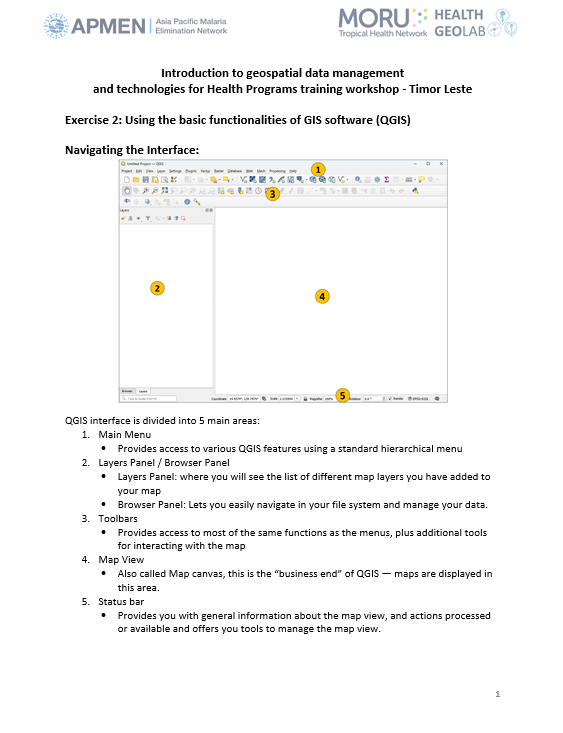 APMEN
Asia Pacific Malaria
Elimination Network
MORU
Tropical Health Network
HEALTH
GEOLAB
Introduction to geospatial data management
and technologies for Health Programs training workshop - Timor Leste
Exercise 2: Using the basic functionalities of GIS software (QGIS)
Navigating the Interface:
Untitled Project — QGIS
Project Edit View Layer Settings Plugins Vector Raster Database Web Mesh Processing Help
1
3
Layers
2
4
Browser Layers
5
Coordinate
Scale
Magnifier 100%
Rotation 0.0 °
Render
QGIS interface is divided into 5 main areas:
1. Main Menu
• Provides access to various QGIS features using a standard hierarchical menu
2. Layers Panel / Browser Panel
• Layers Panel: where you will see the list of different map layers you have added to
your map
• Browser Panel: Lets you easily navigate in your file system and manage your data.
3. Toolbars
• Provides access to most of the same functions as the menus, plus additional tools
for interacting with the map
4. Map View
• Also called Map canvas, this is the “business end” of QGIS — maps are displayed in
this area.
5. Status bar
• Provides you with general information about the map view, and actions processed
or available and offers you tools to manage the map view.
1